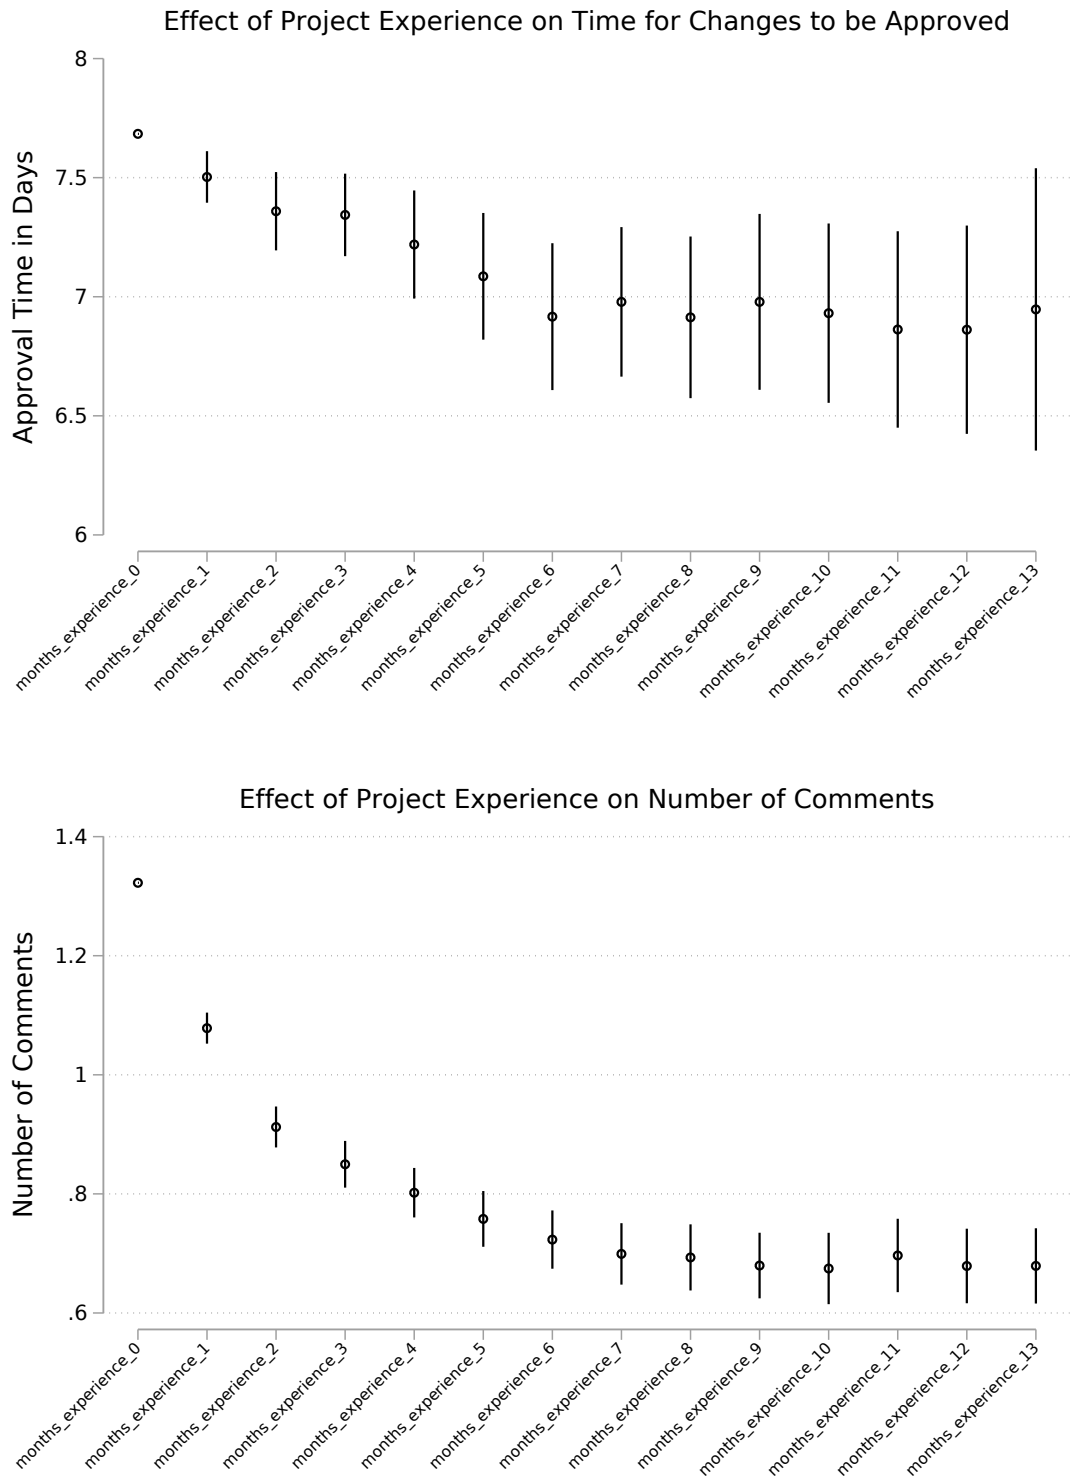 Effect of Project Experience on Time for Changes to be Approved
Approval Time in Days
8
7.5
7
6.5
6
months_experience_0
months_experience_1
months_experience_2
months_experience_3
months_experience_4
months_experience_5
months_experience_6
months_experience_7
months_experience_8
months_experience_9
months_experience_10
months_experience_11
months_experience_12
months_experience_13
Effect of Project Experience on Number of Comments
Number of Comments
1.4
1.2
1
.8
.6
months_experience_0
months_experience_1
months_experience_2
months_experience_3
months_experience_4
months_experience_5
months_experience_6
months_experience_7
months_experience_8
months_experience_9
months_experience_10
months_experience_11
months_experience_12
months_experience_13